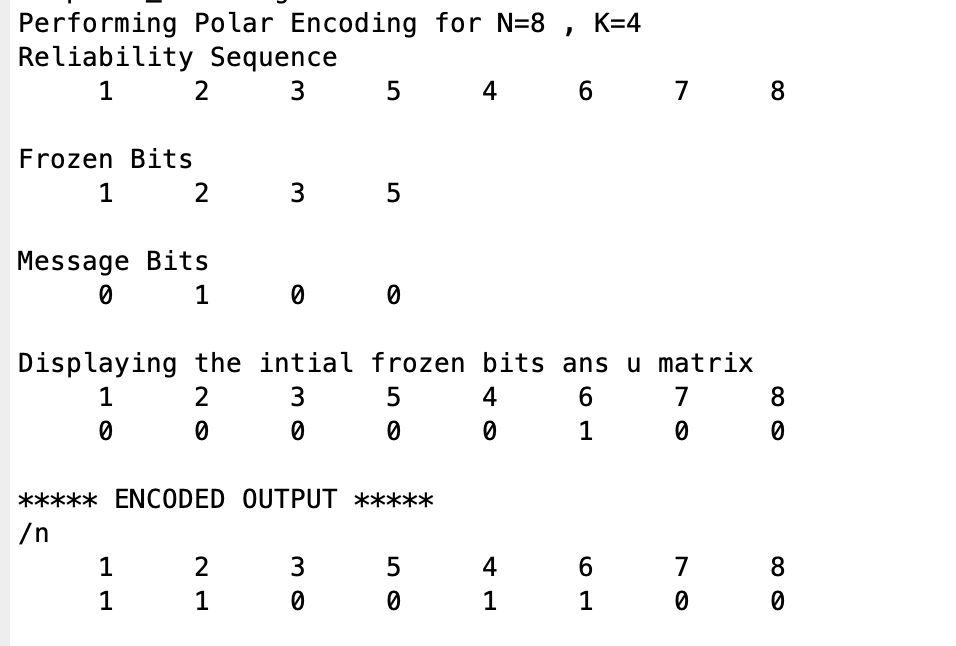 Performing Polar Encoding for N=8 , K=4
Reliability Sequence
1 2 3 5 4 6 7 8
Frozen Bits
1 2 3 5
Message Bits
0 1 0 0
Displaying the intial frozen bits ans u matrix
1 2 3 5 4 6 7 8
0 0 0 0 0 1 0 0
***** ENCODED OUTPUT *****
/n
1 2 3 5 4 6 7 8
1 1 0 0 1 1 0 0